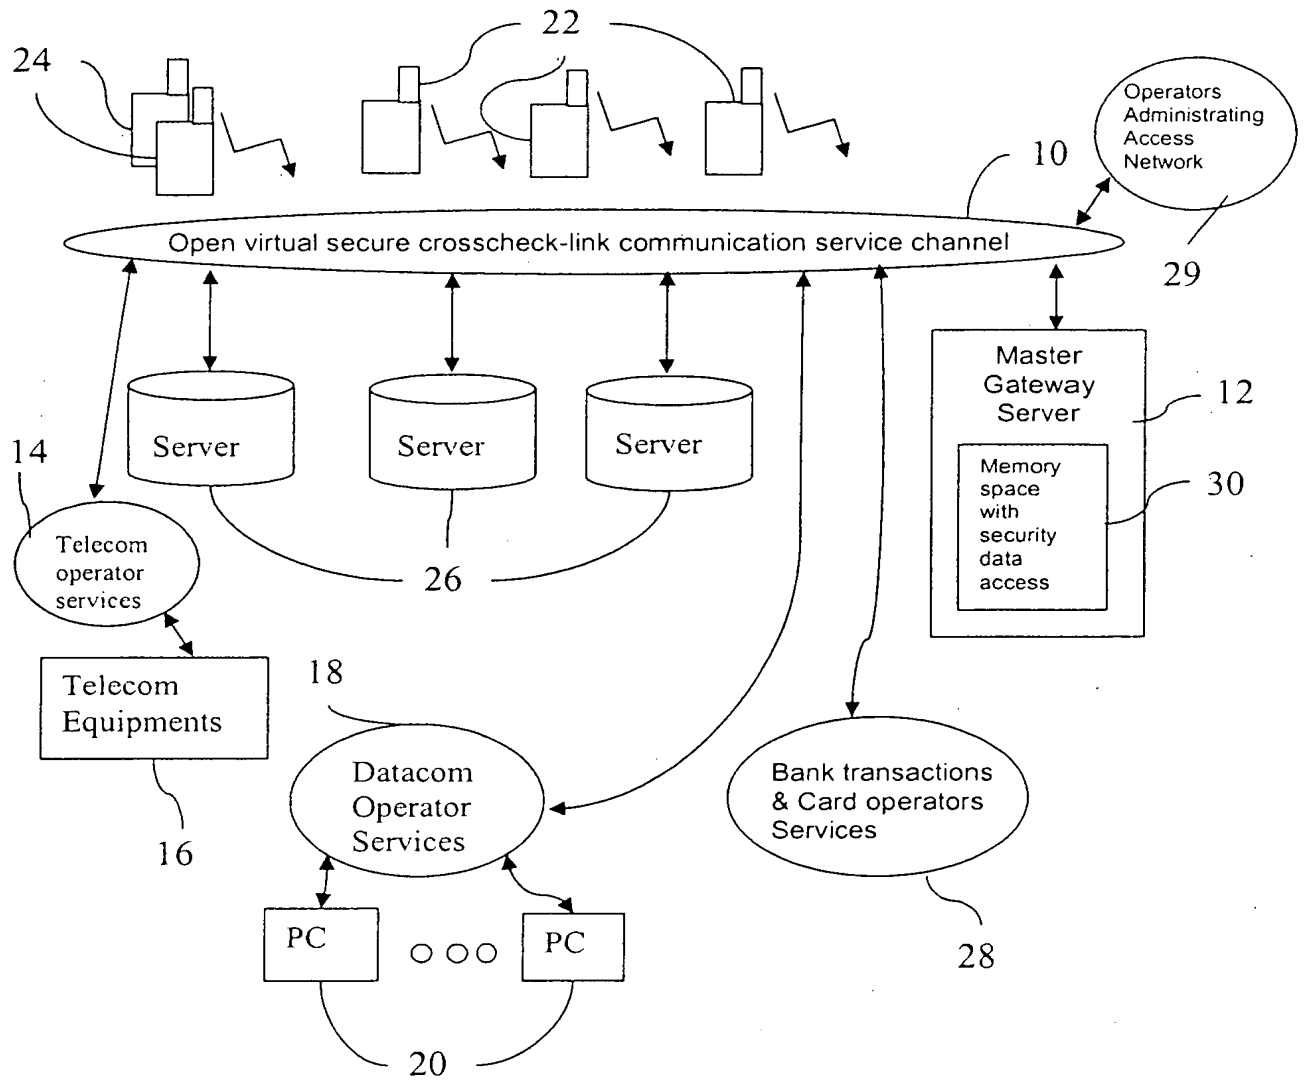 22
24
Operators
Administrating
Access
Network
10
Open virtual secure crosscheck-link communication service channel
29
Master
Gateway
Server
12
Server
Server
Server
14
Memory
space
with
security
data
access
30
Telecom
operator
services
26
Telecom
Equipments
18
Datacom
Operator
Services
Bank transactions
& Card operators
Services
16
PC
PC
28
20